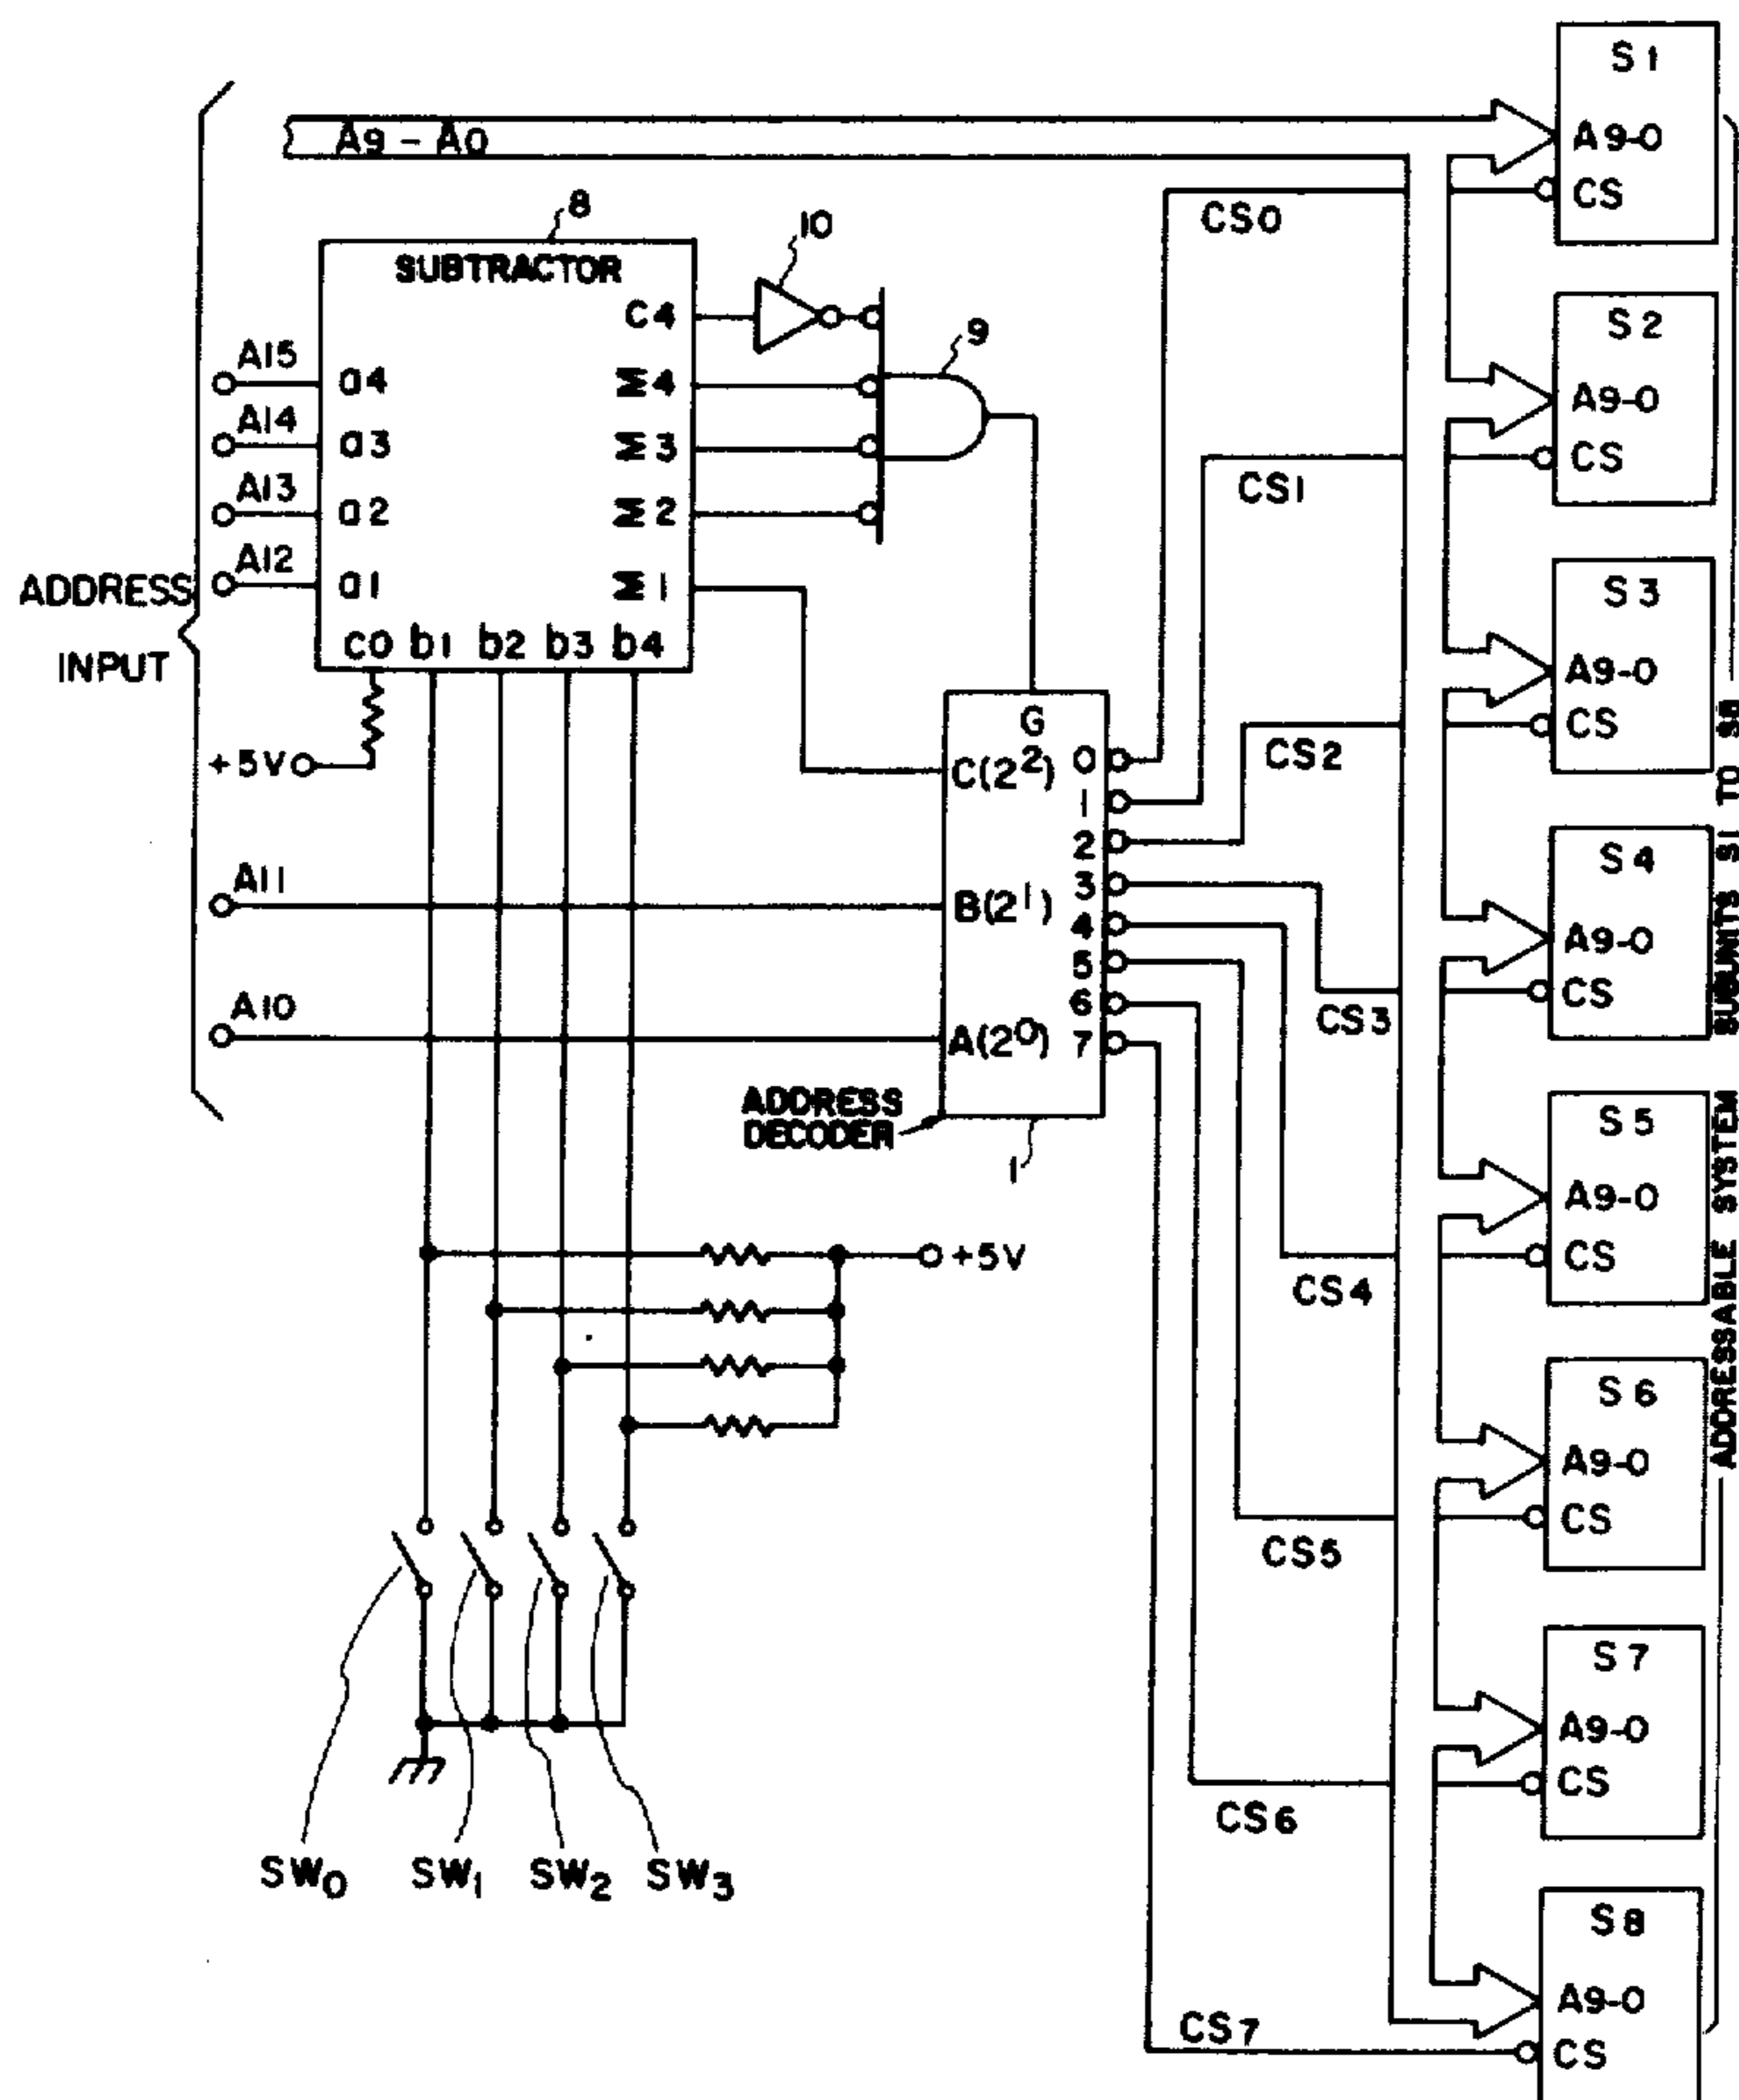 A9 - A0
8
SUBTRACTOR
10
C4
9
A15
a4
Σ4
A14
a3
Σ3
A13
a2
Σ2
A12
a1
Σ1
ADDRESS
INPUT
C0 b1 b2 b3 b4
+5V
G
C(2²)
B(2¹)
A(2⁰)
0
1
2
3
4
5
6
7
A11
A10
ADDRESS
DECODER
1
+5V
SW₀
SW₁
SW₂
SW₃
CS0
CS1
CS2
CS3
CS4
CS5
CS6
CS7
S1
A9-0
CS
S2
A9-0
CS
S3
A9-0
CS
S4
A9-0
CS
S5
A9-0
CS
S6
A9-0
CS
S7
A9-0
CS
S8
A9-0
CS
ADDRESSABLE SYSTEM
SUBUNITS S1 TO S8